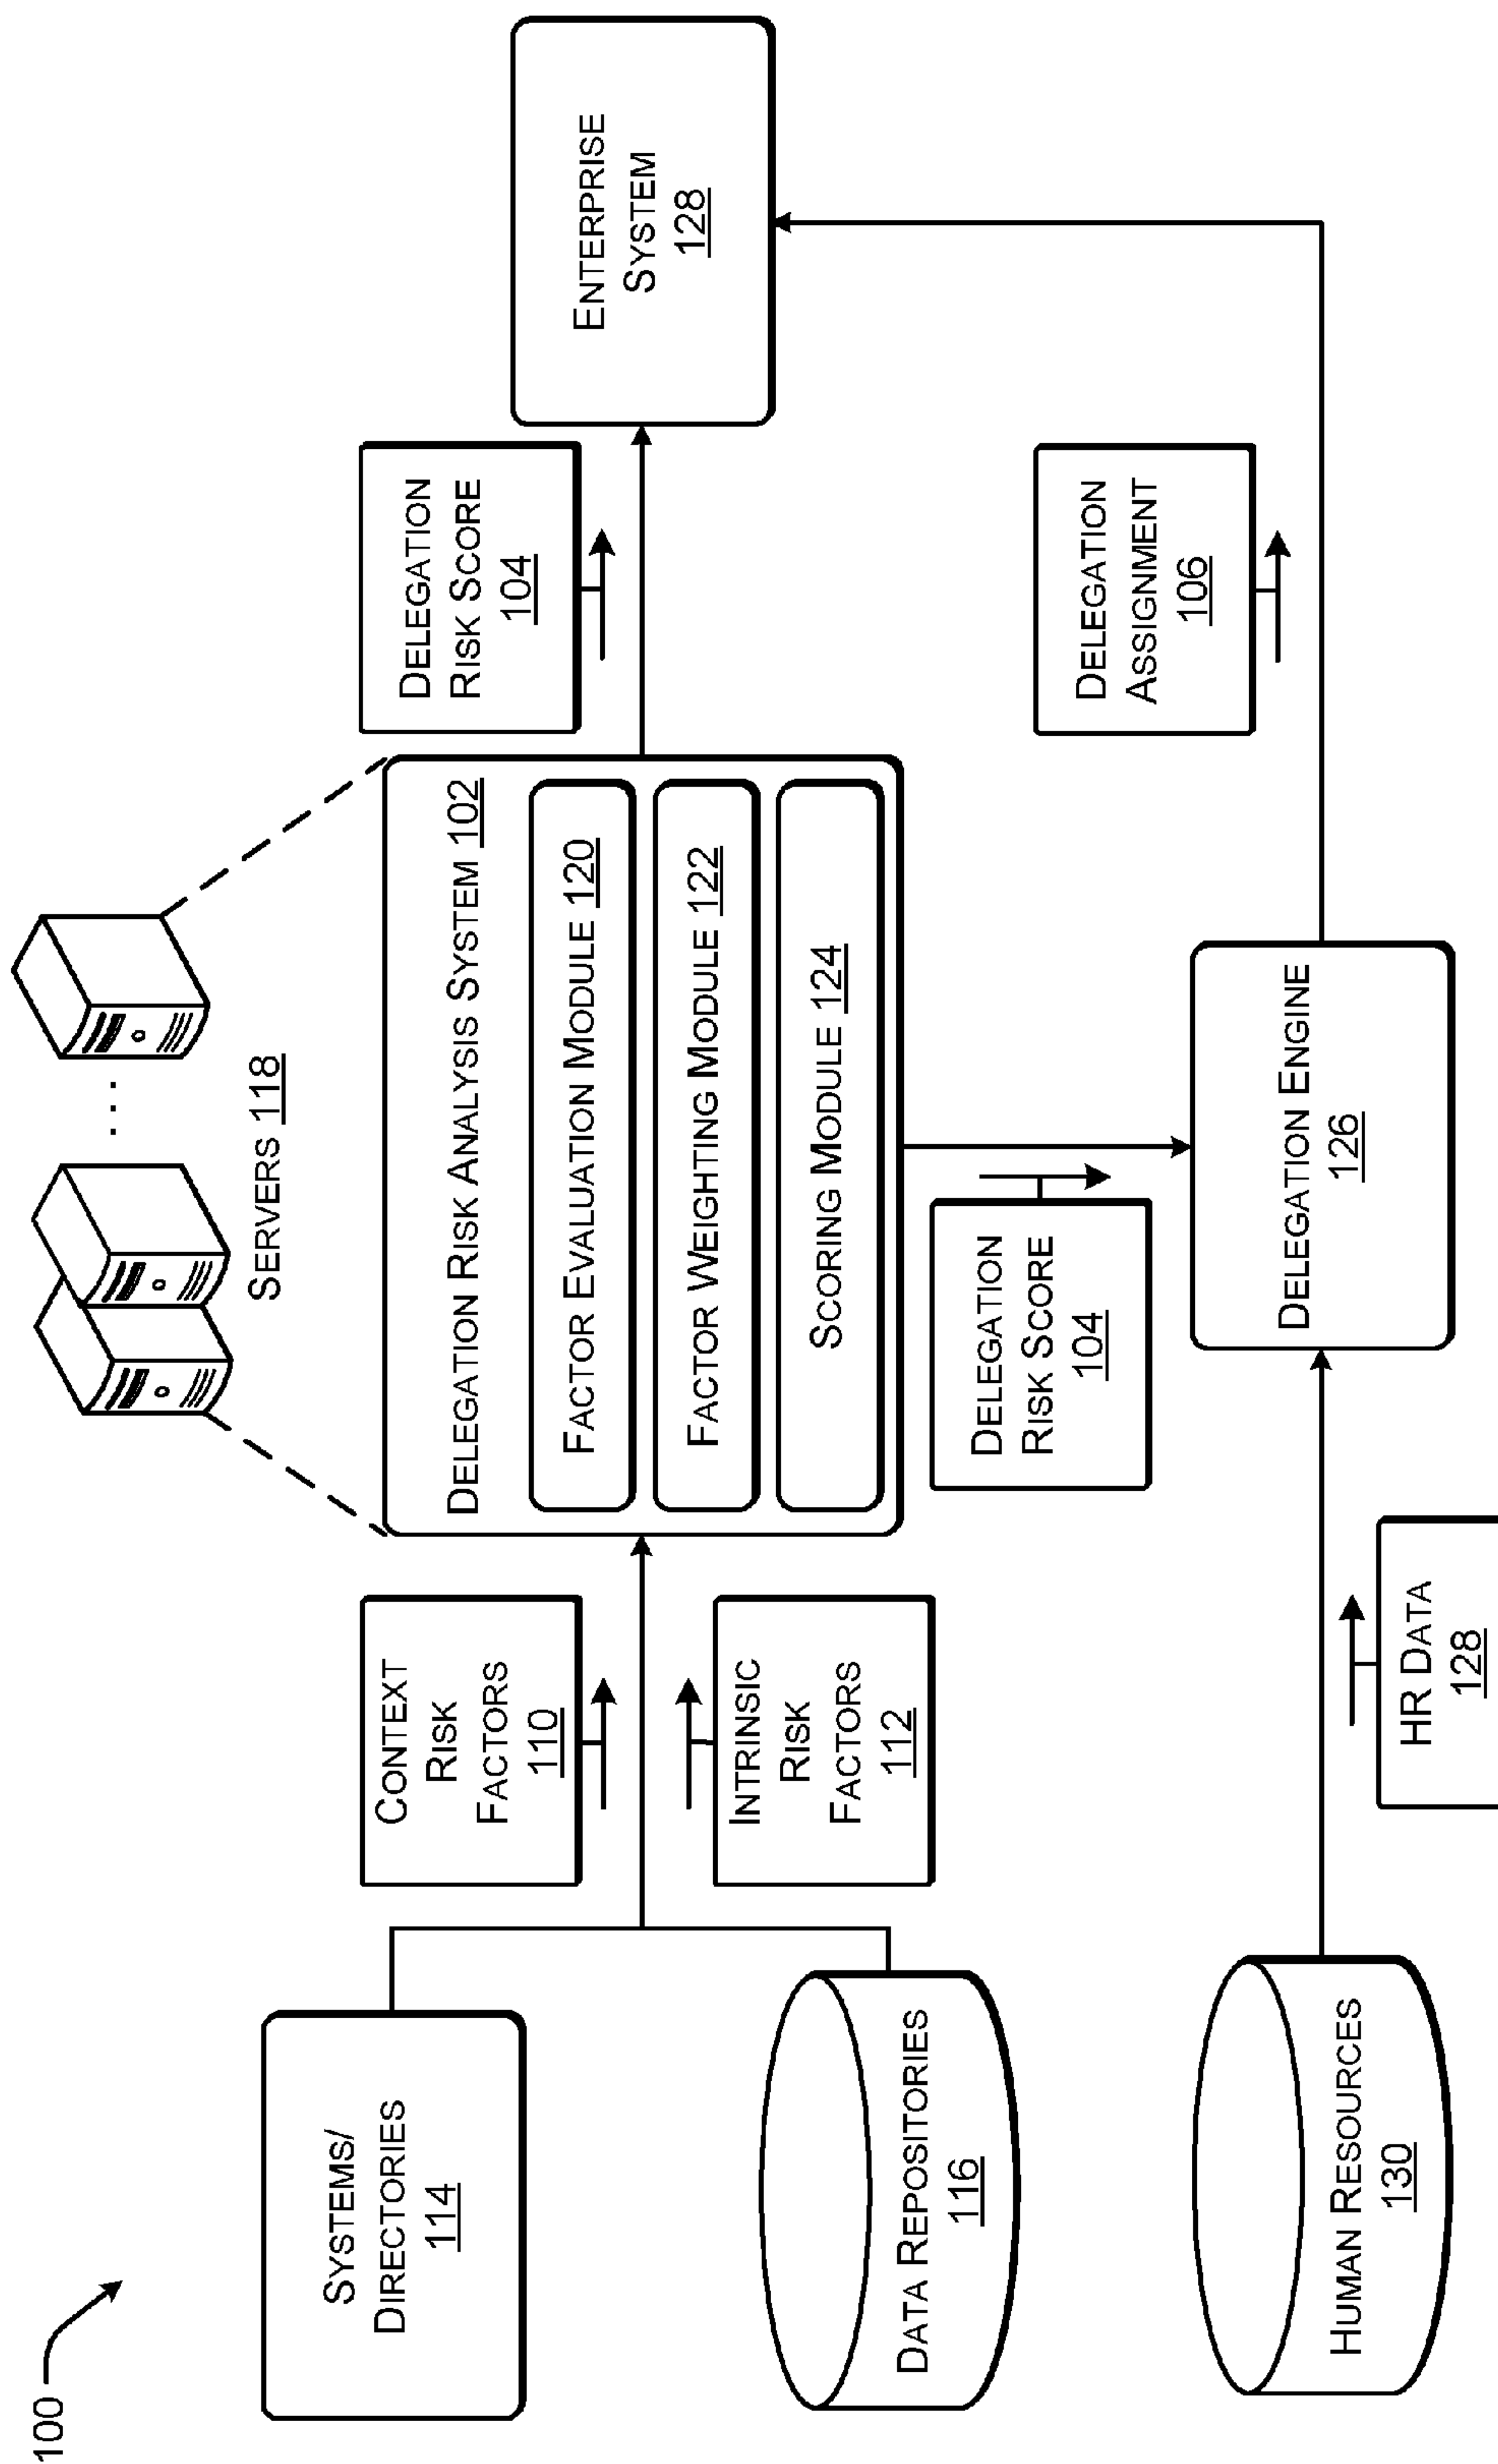 100
SERVERS 118
SYSTEMS/
DIRECTORIES
114
CONTEXT
RISK
FACTORS
110
DELEGATION RISK ANALYSIS SYSTEM 102
FACTOR EVALUATION MODULE 120
FACTOR WEIGHTING MODULE 122
SCORING MODULE 124
DELEGATION
RISK SCORE
104
ENTERPRISE
SYSTEM
128
DATA REPOSITORIES
116
INTRINSIC
RISK
FACTORS
112
DELEGATION
RISK SCORE
104
DELEGATION
ASSIGNMENT
106
HUMAN RESOURCES
130
HR DATA
128
DELEGATION ENGINE
126